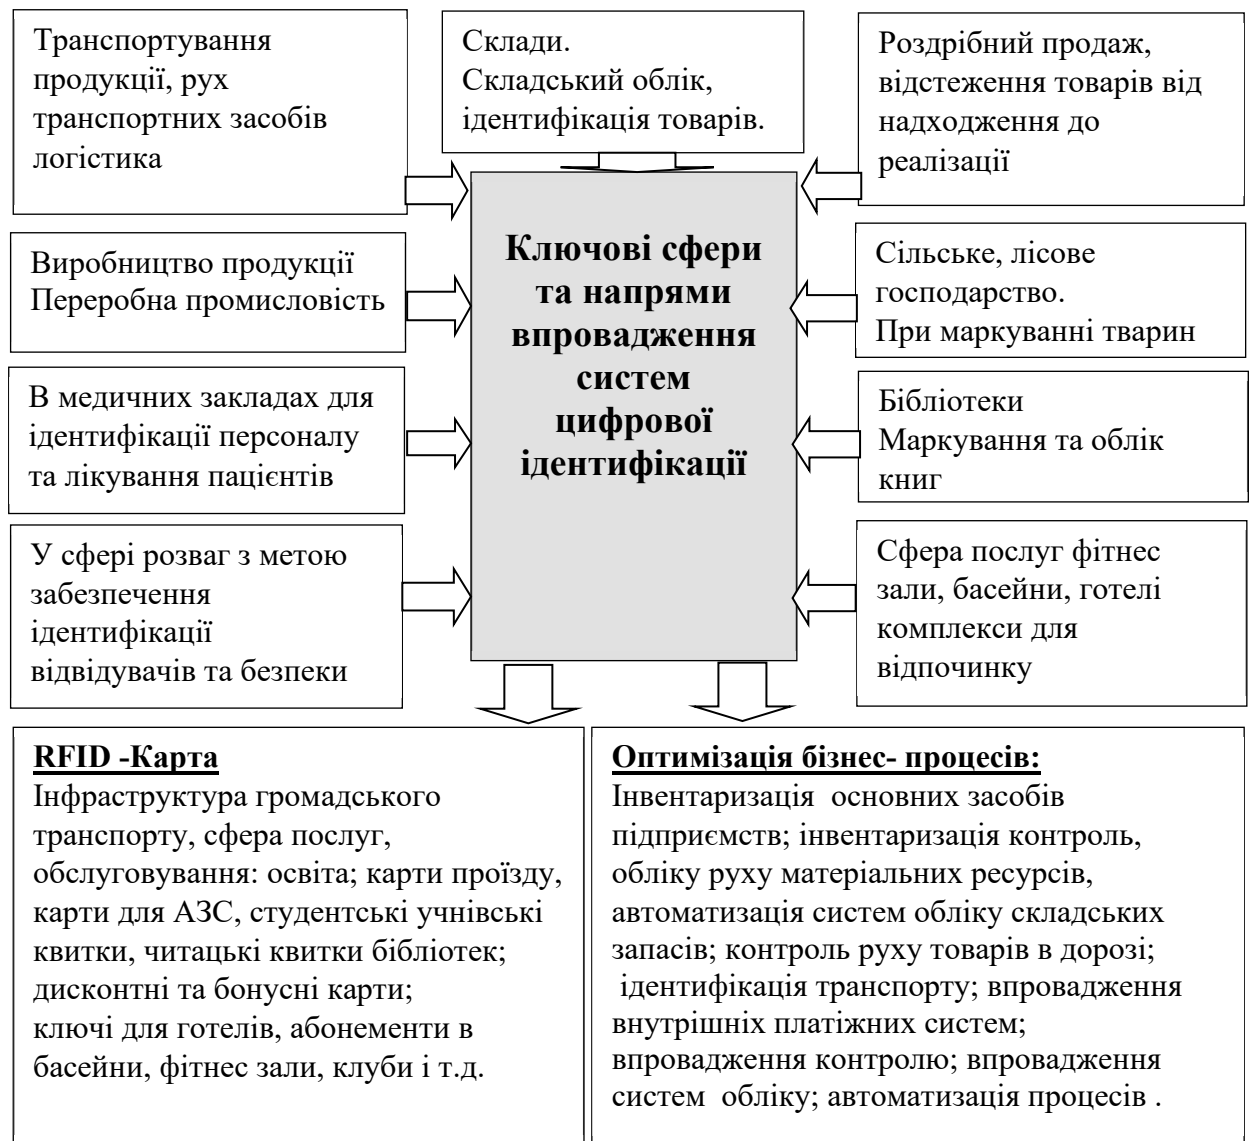 Транспортування
продукції, рух
транспортних засобів
логістика
Склади.
Складський облік,
ідентифікація товарів.
Роздрібний продаж,
відстеження товарів від
надходження до
реалізації
Ключові сфери
та напрями
впровадження
систем
цифрової
ідентифікації
Виробництво продукції
Переробна промисловість
Сільське, лісове
господарство.
При маркуванні тварин
В медичних закладах для
ідентифікації персоналу
та лікування пацієнтів
Бібліотеки
Маркування та облік
книг
У сфері розваг з метою
забезпечення
ідентифікації
відвідувачів та безпеки
Сфера послуг фітнес
зали, басейни, готелі
комплекси для
відпочинку
RFID -Карта
Інфраструктура громадського
транспорту, сфера послуг,
обслуговування: освіта; карти проїзду,
карти для АЗС, студентські учнівські
квитки, читацькі квитки бібліотек;
дисконтні та бонусні карти;
ключі для готелів, абонементи в
басейни, фітнес зали, клуби і т.д.
Оптимізація бізнес- процесів:
Інвентаризація основних засобів
підприємств; інвентаризація контроль,
обліку руху матеріальних ресурсів,
автоматизація систем обліку складських
запасів; контроль руху товарів в дорозі;
ідентифікація транспорту; впровадження
внутрішніх платіжних систем;
впровадження контролю; впровадження
систем обліку; автоматизація процесів .